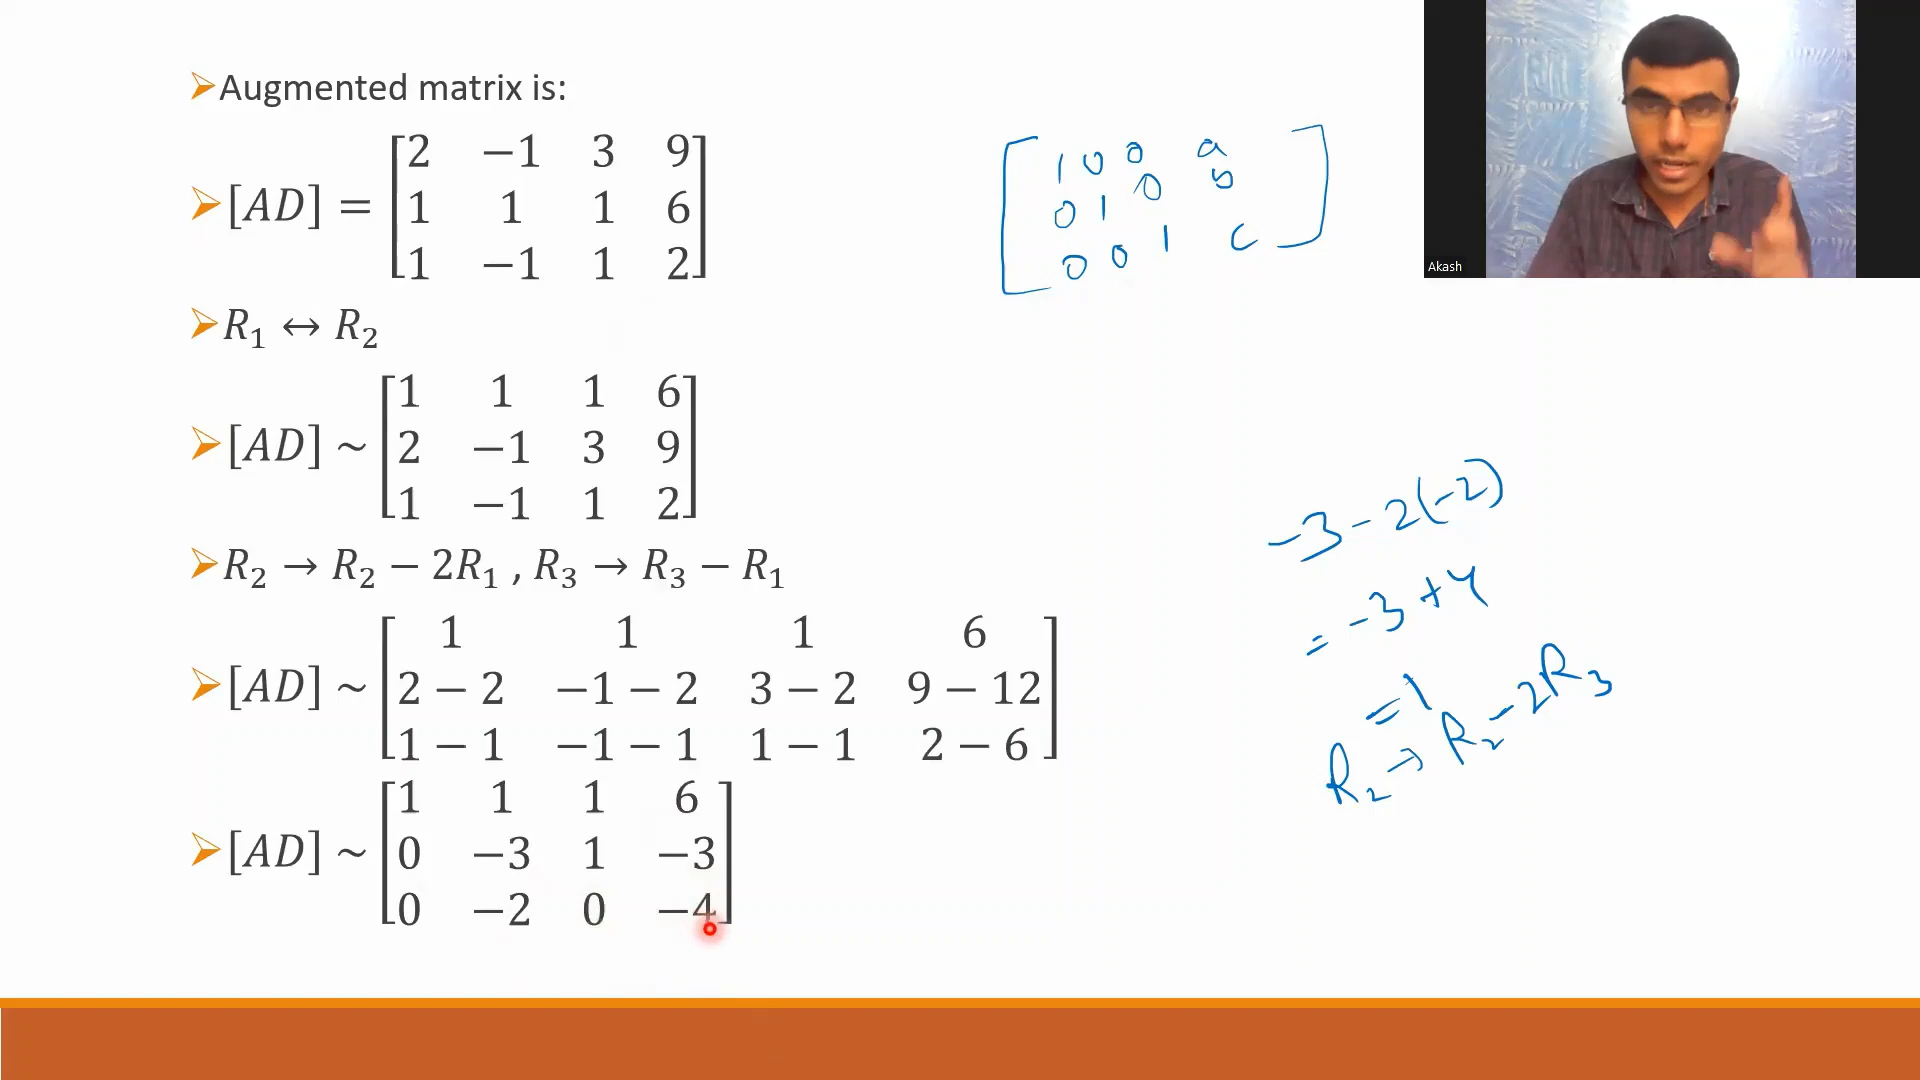 ➢Augmented matrix is:
➢[AD] = [2 −1 3 9
1 1 1 6
1 −1 1 2]
➢R₁ ↔ R₂
➢[AD] ~ [1 1 1 6
2 −1 3 9
1 −1 1 2]
➢R₂ → R₂ − 2R₁ , R₃ → R₃ − R₁
➢[AD] ~ [1 1 1 6
2 − 2 −1 − 2 3 − 2 9 − 12
1 − 1 −1 − 1 1 − 1 2 − 6]
➢[AD] ~ [1 1 1 6
0 −3 1 −3
0 −2 0 −4]
[1 0 0 a
0 1 0 b
0 0 1 c]
−3−2(−2)
= −3+4
=1
R₂→R₂−2R₃
Akash